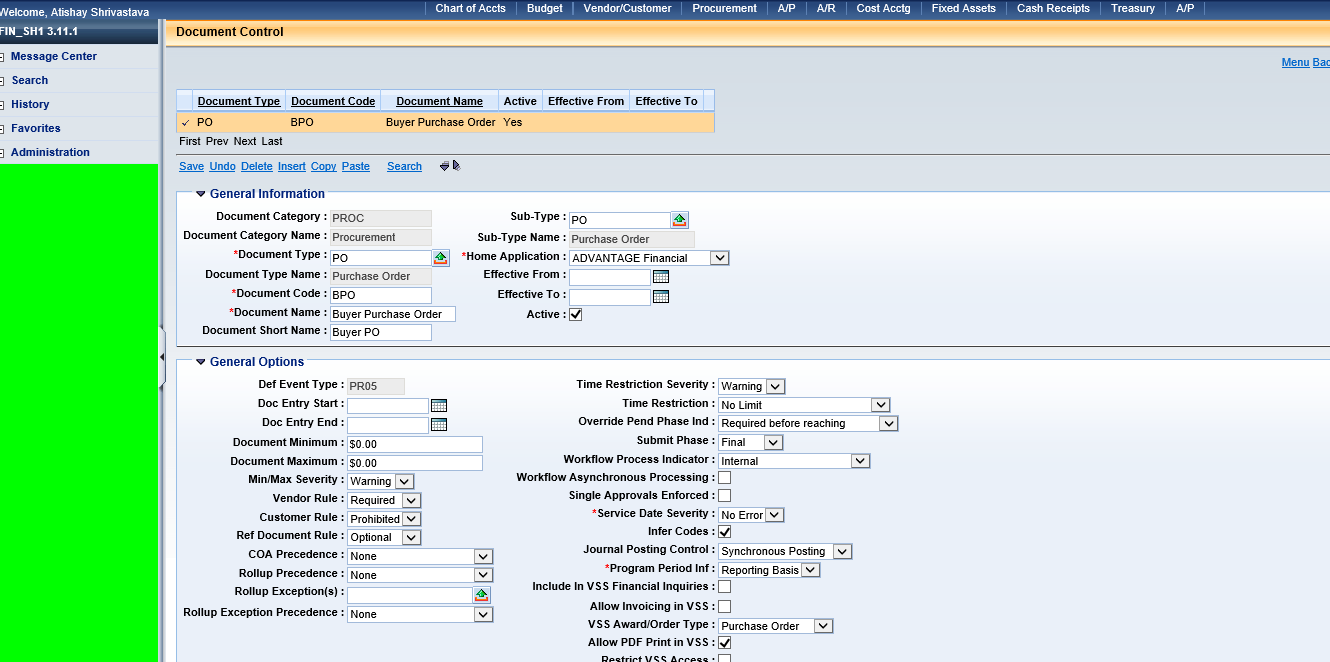 Welcome, Atishay Shrivastava
Chart of Accts Budget Vendor/Customer Procurement A/P A/R Cost Acctg Fixed Assets Cash Receipts Treasury A/P
FIN_SH1 3.11.1
Document Control
Message Center
Search
History
Favorites
Administration
Menu Bac
Document Type Document Code Document Name Active Effective From Effective To
PO BPO Buyer Purchase Order Yes
First Prev Next Last
Save Undo Delete Insert Copy Paste Search
General Information
Document Category : PROC
Document Category Name : Procurement
*Document Type : PO
Document Type Name : Purchase Order
*Document Code : BPO
*Document Name : Buyer Purchase Order
Document Short Name : Buyer PO
Sub-Type : PO
Sub-Type Name : Purchase Order
*Home Application : ADVANTAGE Financial
Effective From :
Effective To :
Active :
General Options
Def Event Type : PR05
Doc Entry Start :
Doc Entry End :
Document Minimum : $0.00
Document Maximum : $0.00
Min/Max Severity : Warning
Vendor Rule : Required
Customer Rule : Prohibited
Ref Document Rule : Optional
COA Precedence : None
Rollup Precedence : None
Rollup Exception(s) :
Rollup Exception Precedence : None
Time Restriction Severity : Warning
Time Restriction : No Limit
Override Pend Phase Ind : Required before reaching
Submit Phase : Final
Workflow Process Indicator : Internal
Workflow Asynchronous Processing :
Single Approvals Enforced :
*Service Date Severity : No Error
Infer Codes :
Journal Posting Control : Synchronous Posting
*Program Period Inf : Reporting Basis
Include In VSS Financial Inquiries :
Allow Invoicing in VSS :
VSS Award/Order Type : Purchase Order
Allow PDF Print in VSS :
Restrict VSS Access :